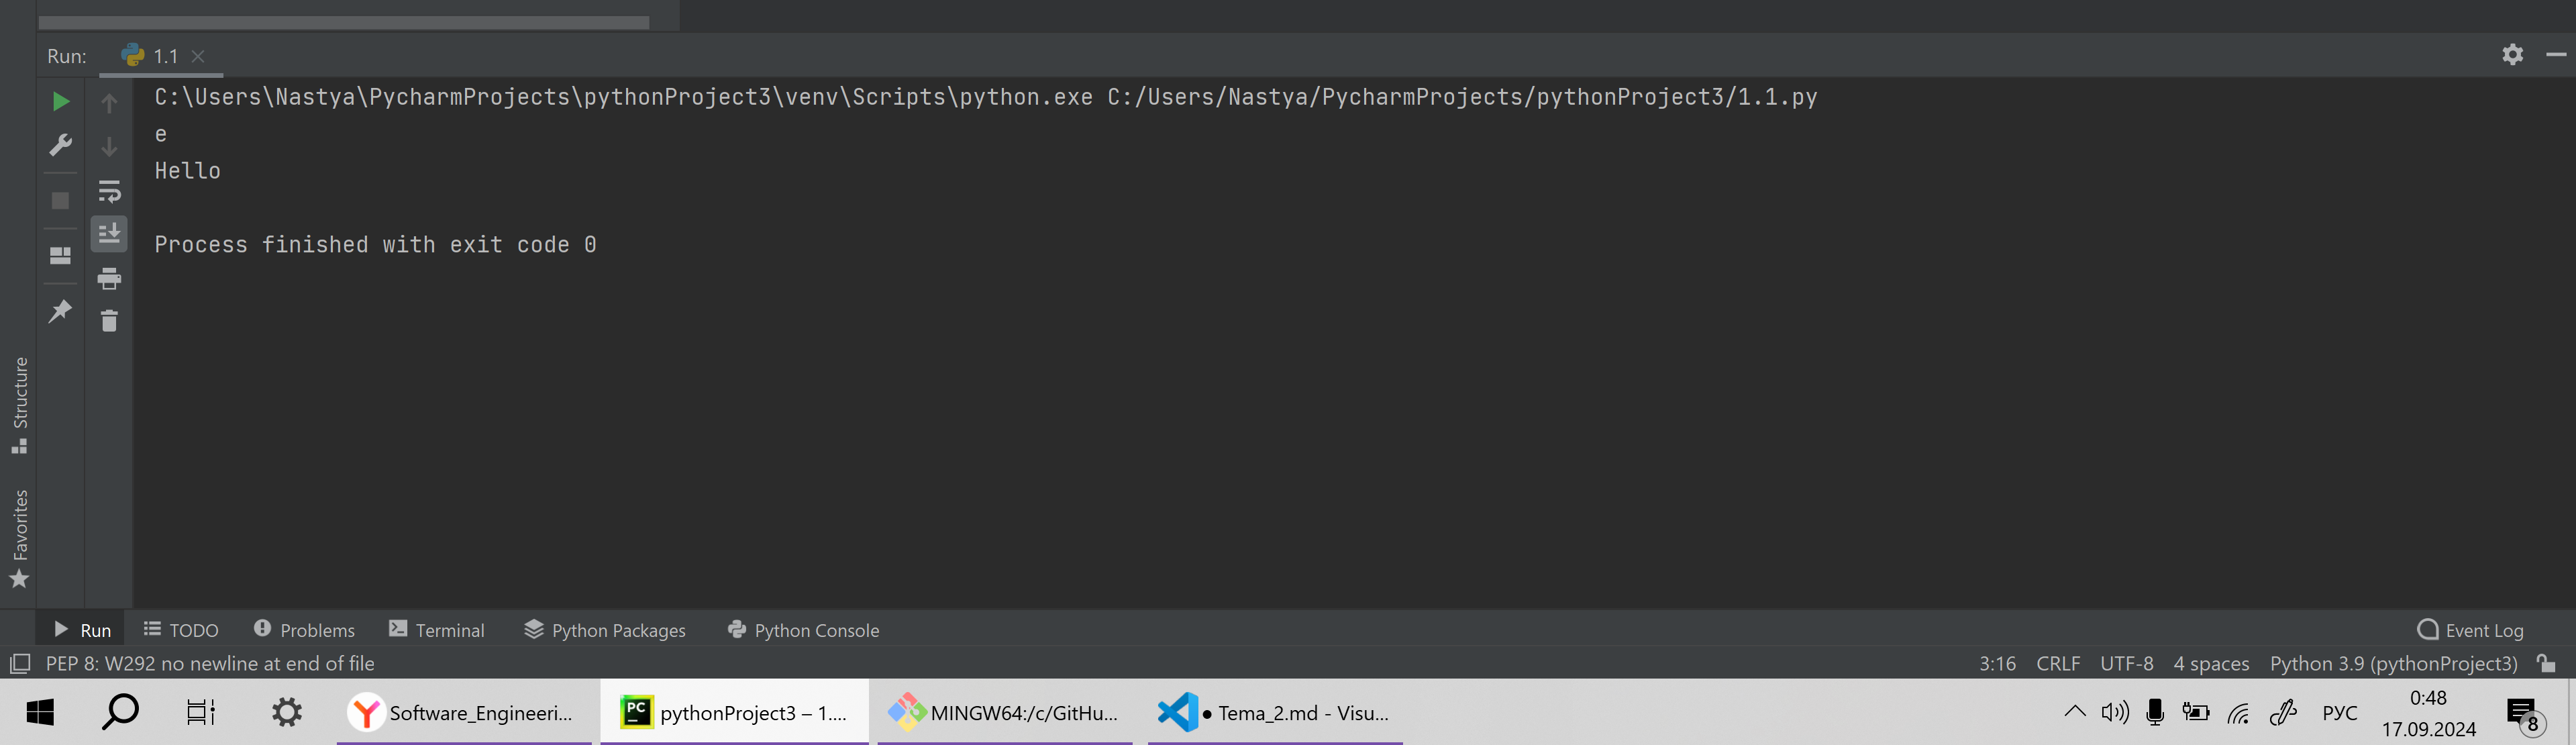 Run: 1.1
C:\Users\Nastya\PycharmProjects\pythonProject3\venv\Scripts\python.exe C:/Users/Nastya/PycharmProjects/pythonProject3/1.1.py
e
Hello
Process finished with exit code 0
Structure
Favorites
Run TODO Problems Terminal Python Packages Python Console Event Log
PEP 8: W292 no newline at end of file 3:16 CRLF UTF-8 4 spaces Python 3.9 (pythonProject3)
Software_Engineeri... PC pythonProject3 – 1.... MINGW64:/c/GitHu... ● Tema_2.md - Visu... РУС 0:48
17.09.2024 8